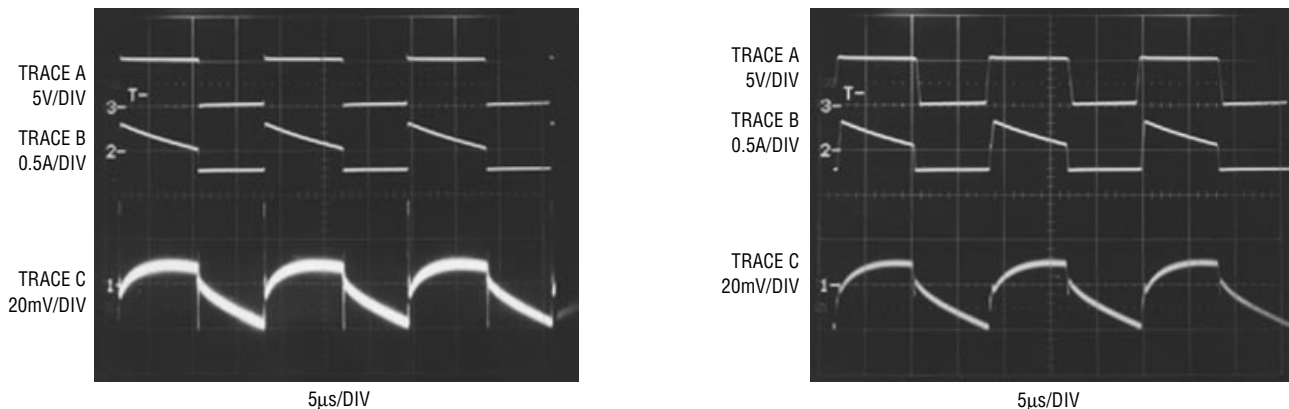 TRACE A
5V/DIV
TRACE B
0.5A/DIV
TRACE C
20mV/DIV
T–
3–
2–
1–
5µs/DIV
TRACE A
5V/DIV
TRACE B
0.5A/DIV
TRACE C
20mV/DIV
T–
3–
2–
1–
5µs/DIV